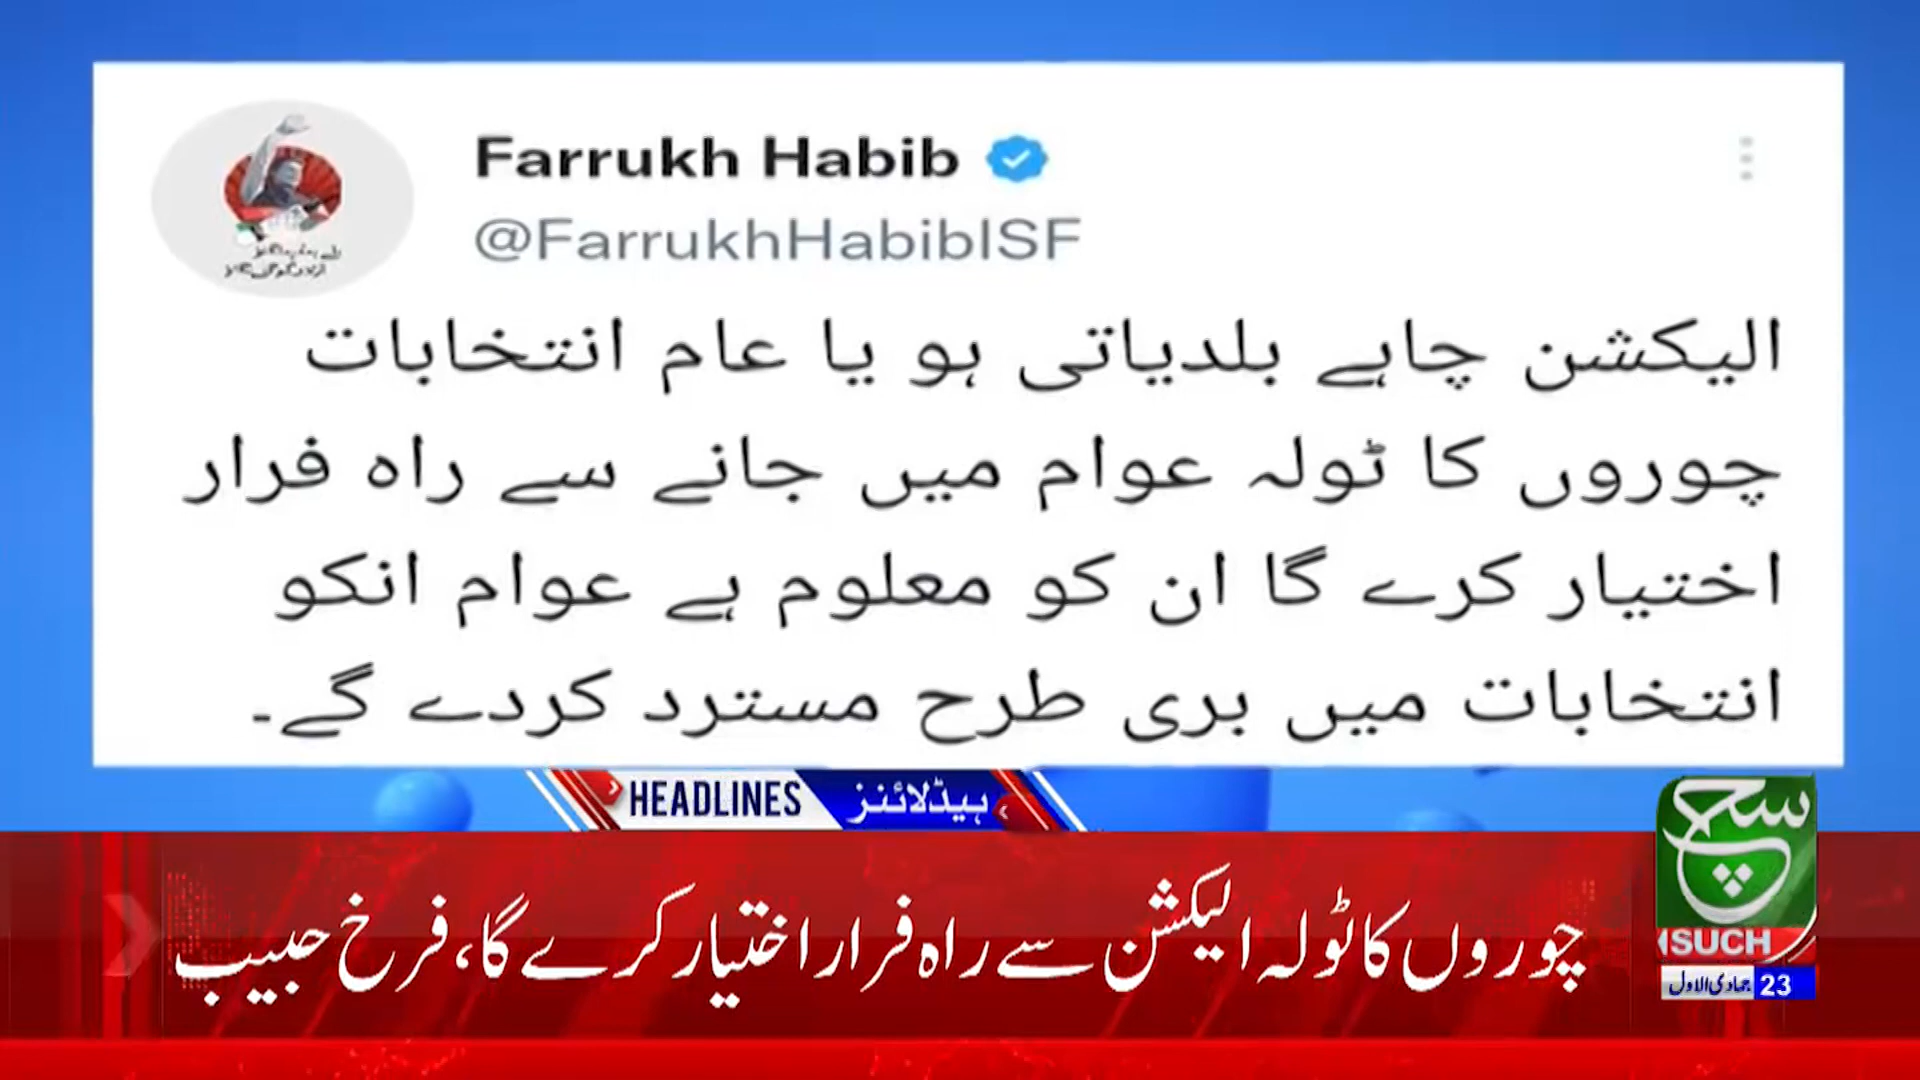 Farrukh Habib
@FarrukhHabibISF
الیکشن چاہے بلدیاتی ہو یا عام انتخابات
چوروں کا ٹولہ عوام میں جانے سے راہ فرار
اختیار کرے گا ان کو معلوم ہے عوام انکو
انتخابات میں بری طرح مسترد کردے گے۔
HEADLINES ہیڈلائنز
چوروں کا ٹولہ الیکشن سے راہ فرار اختیار کرے گا، فرخ حبیب
سچ
SUCH
23 جمادی الاول